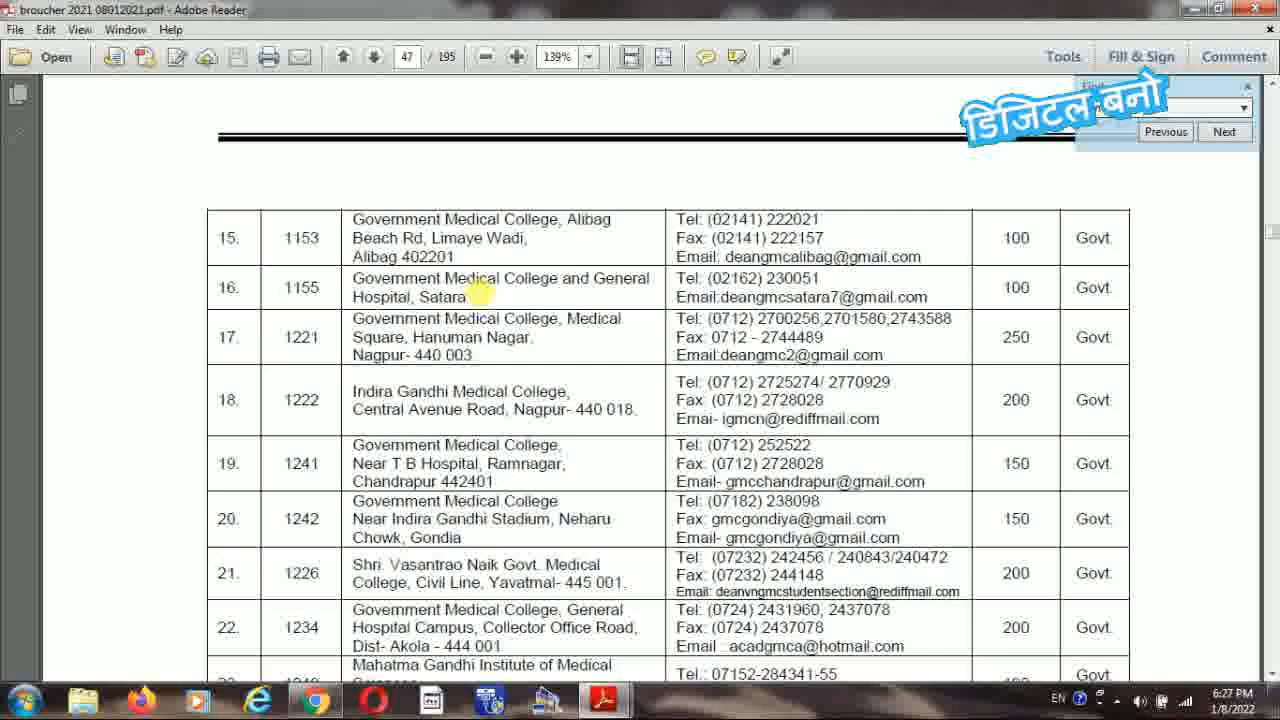 broucher 2021 08912021.pdf - Adobe Reader
File Edit View Window Help
Open 47 / 195 139% Tools Fill & Sign Comment
डिजिटल बनो
Previous Next
15. 1153 Government Medical College, Alibag Beach Rd, Limaye Wadi, Alibag 402201 Tel: (02141) 222021 Fax: (02141) 222157 Email: deangmcalibag@gmail.com 100 Govt.
16. 1155 Government Medical College and General Hospital, Satara Tel: (02162) 230051 Email:deangmcsatara7@gmail.com 100 Govt.
17. 1221 Government Medical College, Medical Square, Hanuman Nagar, Nagpur- 440 003 Tel: (0712) 2700256,2701580,2743588 Fax: 0712 - 2744489 Email:deangmc2@gmail.com 250 Govt.
18. 1222 Indira Gandhi Medical College, Central Avenue Road, Nagpur- 440 018. Tel: (0712) 2725274/ 2770929 Fax: (0712) 2728028 Emai- igmcn@rediffmail.com 200 Govt.
19. 1241 Government Medical College, Near T B Hospital, Ramnagar, Chandrapur 442401 Tel: (0712) 252522 Fax: (0712) 2728028 Email- gmcchandrapur@gmail.com 150 Govt.
20. 1242 Government Medical College Near Indira Gandhi Stadium, Neharu Chowk, Gondia Tel: (07182) 238098 Fax: gmcgondiya@gmail.com Email- gmcgondiya@gmail.com 150 Govt.
21. 1226 Shri. Vasantrao Naik Govt. Medical College, Civil Line, Yavatmal- 445 001. Tel: (07232) 242456 / 240843/240472 Fax: (07232) 244148 Email: deanvngmcstudentsection@rediffmail.com 200 Govt.
22. 1234 Government Medical College, General Hospital Campus, Collector Office Road, Dist- Akola - 444 001 Tel: (0724) 2431960, 2437078 Fax: (0724) 2437078 Email : acadgmca@hotmail.com 200 Govt.
Mahatma Gandhi Institute of Medical Tel: 07152-284341-55
EN 6:27 PM
1/8/2022